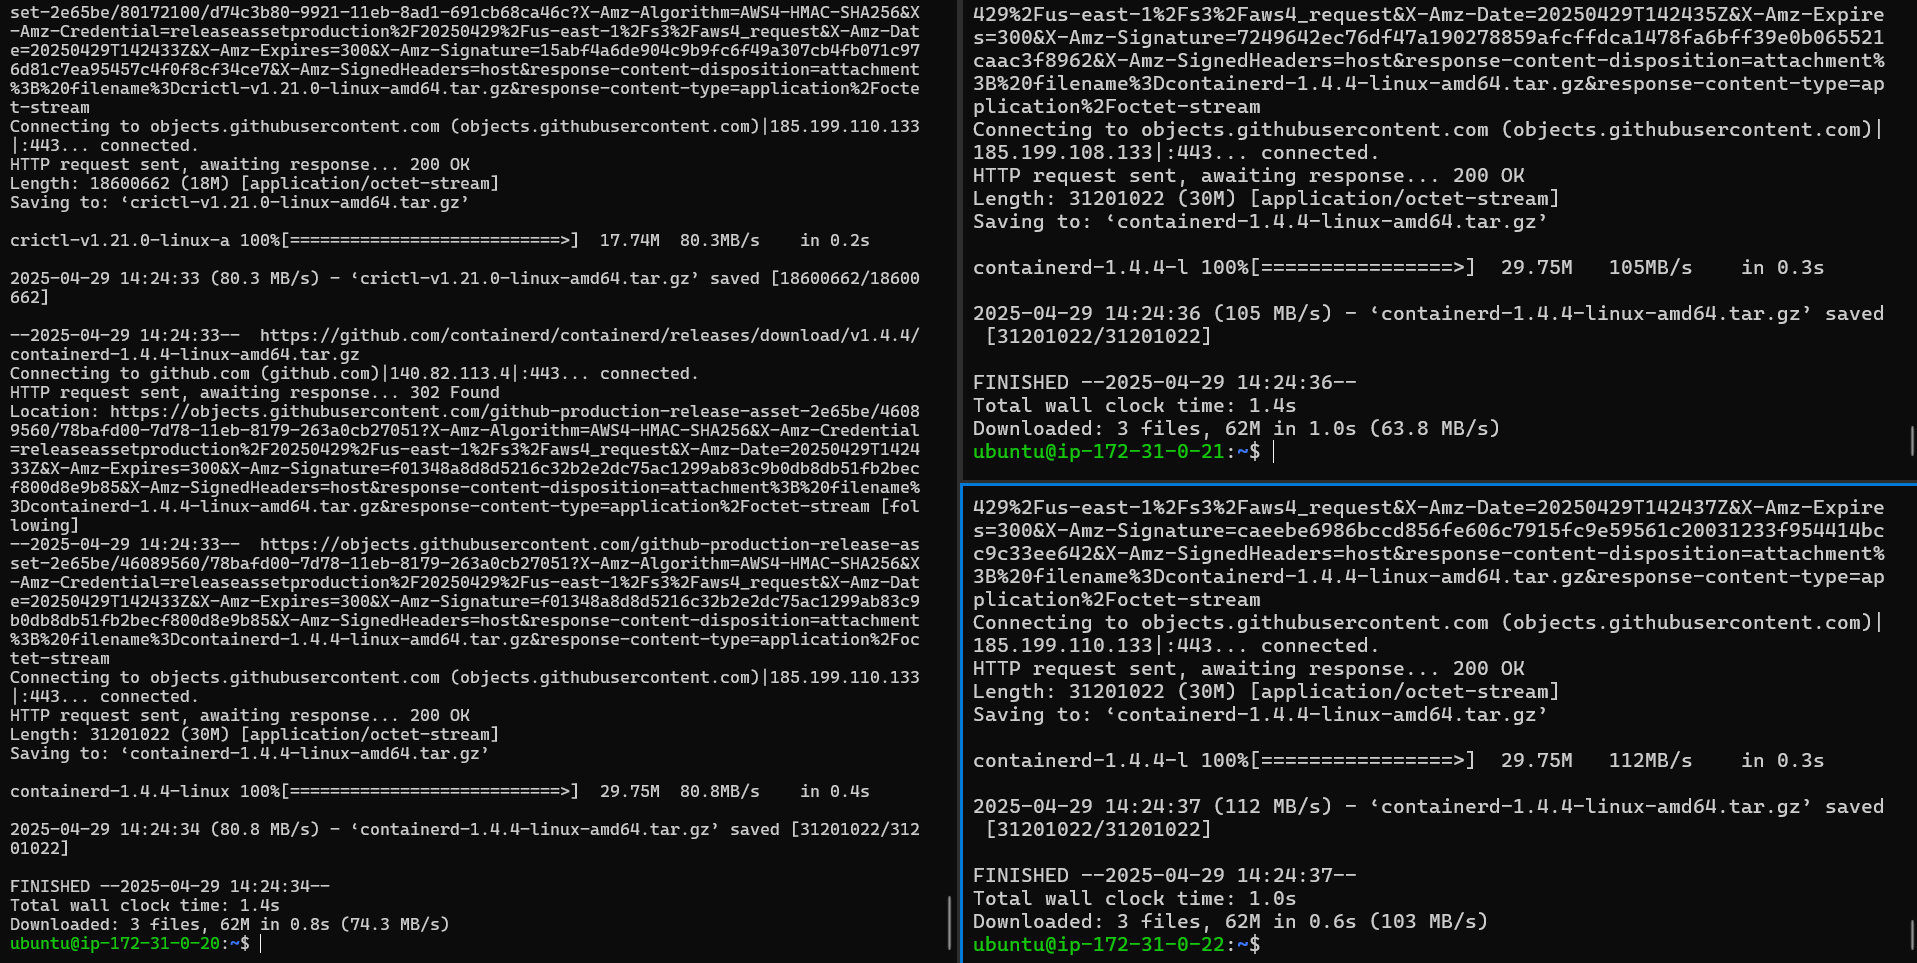 set-2e65be/80172100/d74c3b80-9921-11eb-8ad1-691cb68ca46c?X-Amz-Algorithm=AWS4-HMAC-SHA256&X
-Amz-Credential=releaseassetproduction%2F20250429%2Fus-east-1%2Fs3%2Faws4_request&X-Amz-Dat
e=20250429T142433Z&X-Amz-Expires=300&X-Amz-Signature=15abf4a6de904c9b9fc6f49a307cb4fb071c97
6d81c7ea95457c4f0f8cf34ce7&X-Amz-SignedHeaders=host&response-content-disposition=attachment
%3B%20filename%3Dcrictl-v1.21.0-linux-amd64.tar.gz&response-content-type=application%2Focte
t-stream
Connecting to objects.githubusercontent.com (objects.githubusercontent.com)|185.199.110.133
|:443... connected.
HTTP request sent, awaiting response... 200 OK
Length: 18600662 (18M) [application/octet-stream]
Saving to: ‘crictl-v1.21.0-linux-amd64.tar.gz’

crictl-v1.21.0-linux-a 100%[===========================>]  17.74M  80.3MB/s    in 0.2s

2025-04-29 14:24:33 (80.3 MB/s) - ‘crictl-v1.21.0-linux-amd64.tar.gz’ saved [18600662/18600
662]

--2025-04-29 14:24:33--  https://github.com/containerd/containerd/releases/download/v1.4.4/
containerd-1.4.4-linux-amd64.tar.gz
Connecting to github.com (github.com)|140.82.113.4|:443... connected.
HTTP request sent, awaiting response... 302 Found
Location: https://objects.githubusercontent.com/github-production-release-asset-2e65be/4608
9560/78bafd00-7d78-11eb-8179-263a0cb27051?X-Amz-Algorithm=AWS4-HMAC-SHA256&X-Amz-Credential
=releaseassetproduction%2F20250429%2Fus-east-1%2Fs3%2Faws4_request&X-Amz-Date=20250429T1424
33Z&X-Amz-Expires=300&X-Amz-Signature=f01348a8d8d5216c32b2e2dc75ac1299ab83c9b0db8db51fb2bec
f800d8e9b85&X-Amz-SignedHeaders=host&response-content-disposition=attachment%3B%20filename%
3Dcontainerd-1.4.4-linux-amd64.tar.gz&response-content-type=application%2Foctet-stream [fol
lowing]
--2025-04-29 14:24:33--  https://objects.githubusercontent.com/github-production-release-as
set-2e65be/46089560/78bafd00-7d78-11eb-8179-263a0cb27051?X-Amz-Algorithm=AWS4-HMAC-SHA256&X
-Amz-Credential=releaseassetproduction%2F20250429%2Fus-east-1%2Fs3%2Faws4_request&X-Amz-Dat
e=20250429T142433Z&X-Amz-Expires=300&X-Amz-Signature=f01348a8d8d5216c32b2e2dc75ac1299ab83c9
b0db8db51fb2becf800d8e9b85&X-Amz-SignedHeaders=host&response-content-disposition=attachment
%3B%20filename%3Dcontainerd-1.4.4-linux-amd64.tar.gz&response-content-type=application%2Foc
tet-stream
Connecting to objects.githubusercontent.com (objects.githubusercontent.com)|185.199.110.133
|:443... connected.
HTTP request sent, awaiting response... 200 OK
Length: 31201022 (30M) [application/octet-stream]
Saving to: ‘containerd-1.4.4-linux-amd64.tar.gz’

containerd-1.4.4-linux 100%[===========================>]  29.75M  80.8MB/s    in 0.4s

2025-04-29 14:24:34 (80.8 MB/s) - ‘containerd-1.4.4-linux-amd64.tar.gz’ saved [31201022/312
01022]

FINISHED --2025-04-29 14:24:34--
Total wall clock time: 1.4s
Downloaded: 3 files, 62M in 0.8s (74.3 MB/s)
ubuntu@ip-172-31-0-20:~$

429%2Fus-east-1%2Fs3%2Faws4_request&X-Amz-Date=20250429T142435Z&X-Amz-Expire
s=300&X-Amz-Signature=7249642ec76df47a190278859afcffdca1478fa6bff39e0b065521
caac3f8962&X-Amz-SignedHeaders=host&response-content-disposition=attachment%
3B%20filename%3Dcontainerd-1.4.4-linux-amd64.tar.gz&response-content-type=ap
plication%2Foctet-stream
Connecting to objects.githubusercontent.com (objects.githubusercontent.com)|
185.199.108.133|:443... connected.
HTTP request sent, awaiting response... 200 OK
Length: 31201022 (30M) [application/octet-stream]
Saving to: ‘containerd-1.4.4-linux-amd64.tar.gz’

containerd-1.4.4-l 100%[================>]  29.75M   105MB/s    in 0.3s

2025-04-29 14:24:36 (105 MB/s) - ‘containerd-1.4.4-linux-amd64.tar.gz’ saved
 [31201022/31201022]

FINISHED --2025-04-29 14:24:36--
Total wall clock time: 1.4s
Downloaded: 3 files, 62M in 1.0s (63.8 MB/s)
ubuntu@ip-172-31-0-21:~$

429%2Fus-east-1%2Fs3%2Faws4_request&X-Amz-Date=20250429T142437Z&X-Amz-Expire
s=300&X-Amz-Signature=caeebe6986bccd856fe606c7915fc9e59561c20031233f954414bc
c9c33ee642&X-Amz-SignedHeaders=host&response-content-disposition=attachment%
3B%20filename%3Dcontainerd-1.4.4-linux-amd64.tar.gz&response-content-type=ap
plication%2Foctet-stream
Connecting to objects.githubusercontent.com (objects.githubusercontent.com)|
185.199.110.133|:443... connected.
HTTP request sent, awaiting response... 200 OK
Length: 31201022 (30M) [application/octet-stream]
Saving to: ‘containerd-1.4.4-linux-amd64.tar.gz’

containerd-1.4.4-l 100%[================>]  29.75M   112MB/s    in 0.3s

2025-04-29 14:24:37 (112 MB/s) - ‘containerd-1.4.4-linux-amd64.tar.gz’ saved
 [31201022/31201022]

FINISHED --2025-04-29 14:24:37--
Total wall clock time: 1.0s
Downloaded: 3 files, 62M in 0.6s (103 MB/s)
ubuntu@ip-172-31-0-22:~$